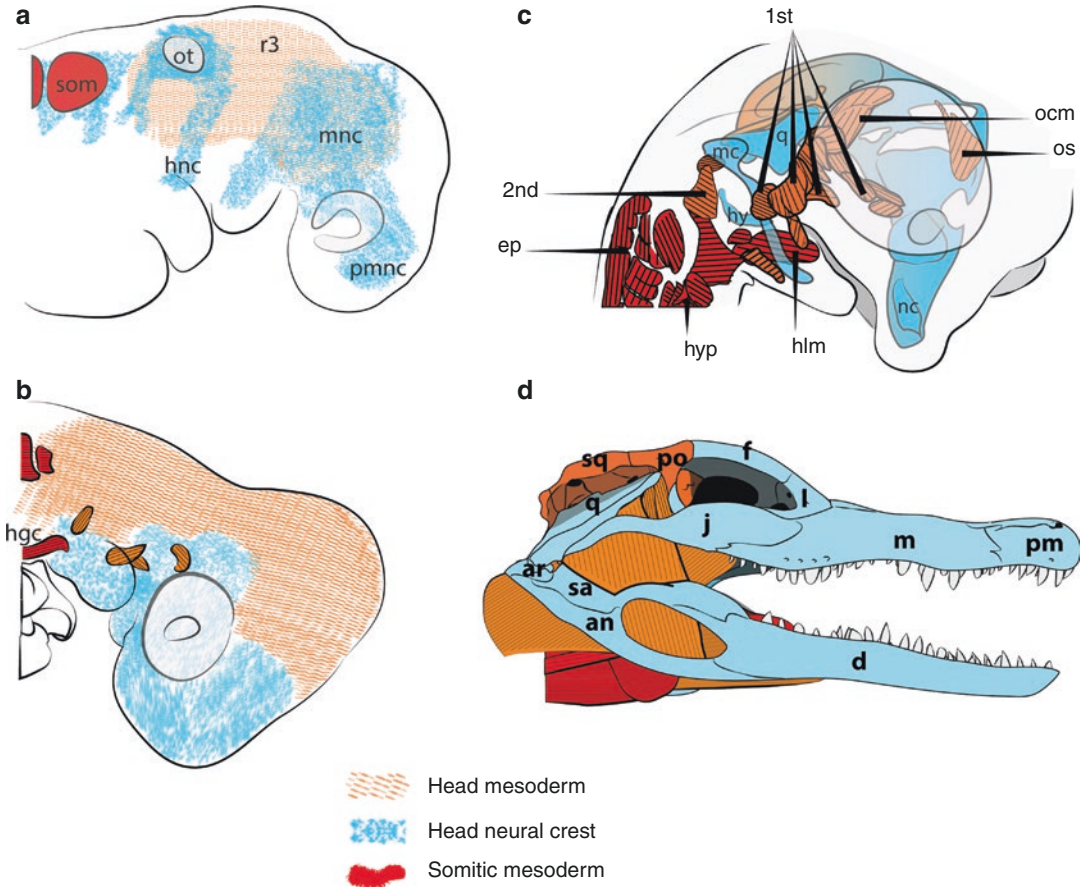 a
som
ot
r3
mnc
hnc
pmnc
c
1st
ocm
os
q
mc
2nd
hy
ep
nc
hyp
hlm
b
hgc
d
sq
po
f
q
l
j
m
pm
ar
sa
an
d
Head mesoderm
Head neural crest
Somitic mesoderm